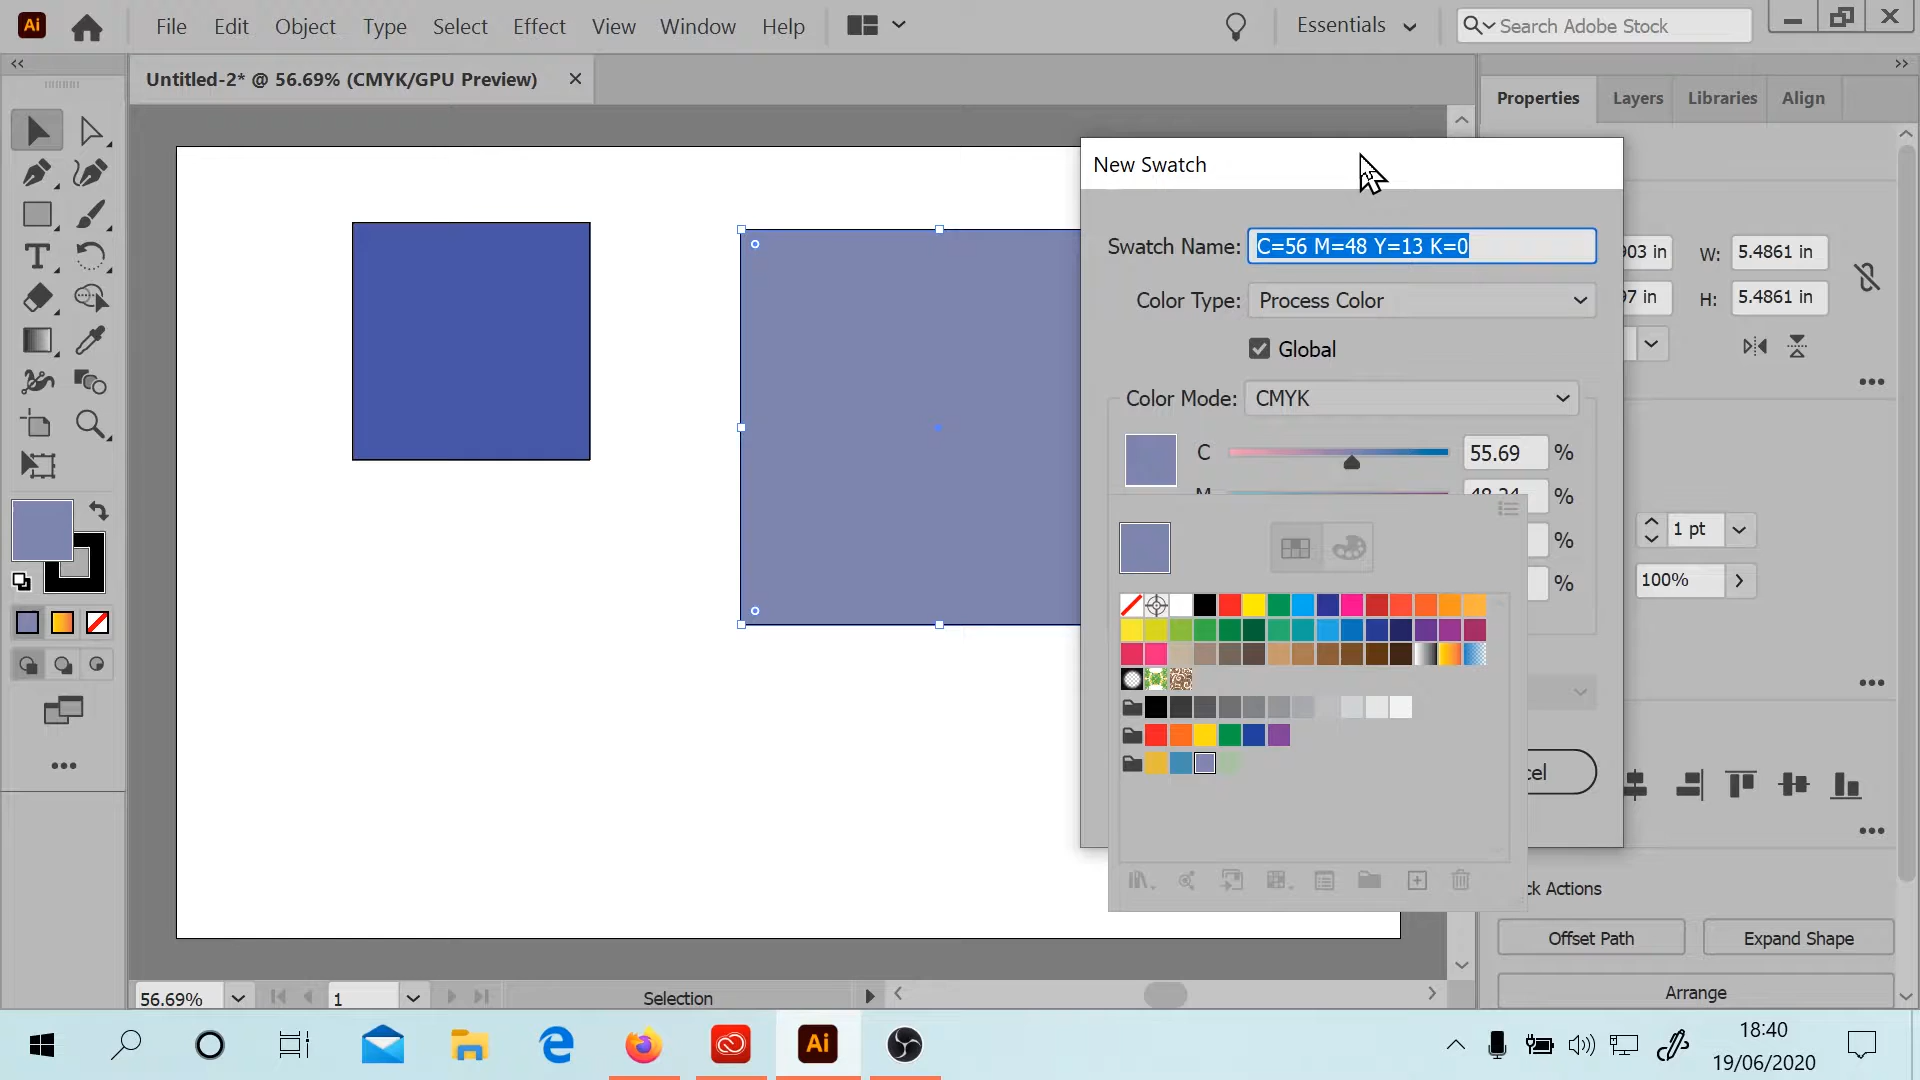 Ai File Edit Object Type Select Effect View Window Help Essentials Search Adobe Stock
Untitled-2* @ 56.69% (CMYK/GPU Preview)
Properties Layers Libraries Align
New Swatch
Swatch Name: C=56 M=48 Y=13 K=0
W: 5.4861 in
Color Type: Process Color
H: 5.4861 in
Global
Color Mode: CMYK
C 55.69 %
%
%
1 pt
%
100%
Offset Path Expand Shape
Arrange
56.69% 1 Selection
Ai
18:40
19/06/2020